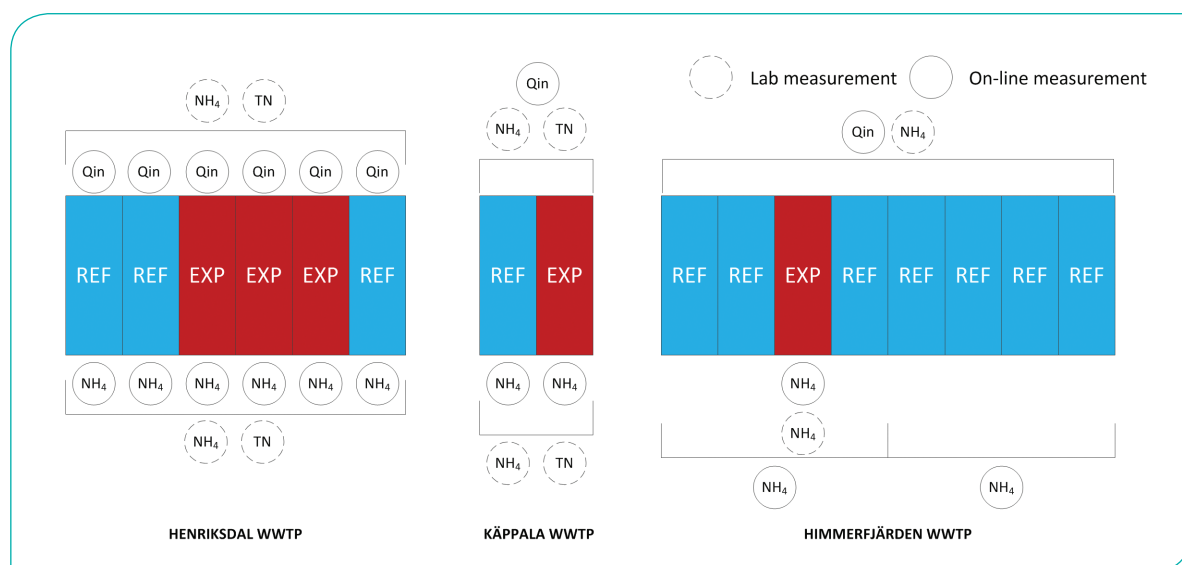 Lab measurement On-line measurement
NH₄ TN
Qin Qin Qin Qin Qin Qin
REF REF EXP EXP EXP REF
NH₄ NH₄ NH₄ NH₄ NH₄ NH₄
NH₄ TN
HENRIKSDAL WWTP
Qin
NH₄ TN
REF EXP
NH₄ NH₄
NH₄ TN
KÄPPALA WWTP
Qin NH₄
REF REF EXP REF REF REF REF REF
NH₄
NH₄
NH₄ NH₄
HIMMERFJÄRDEN WWTP